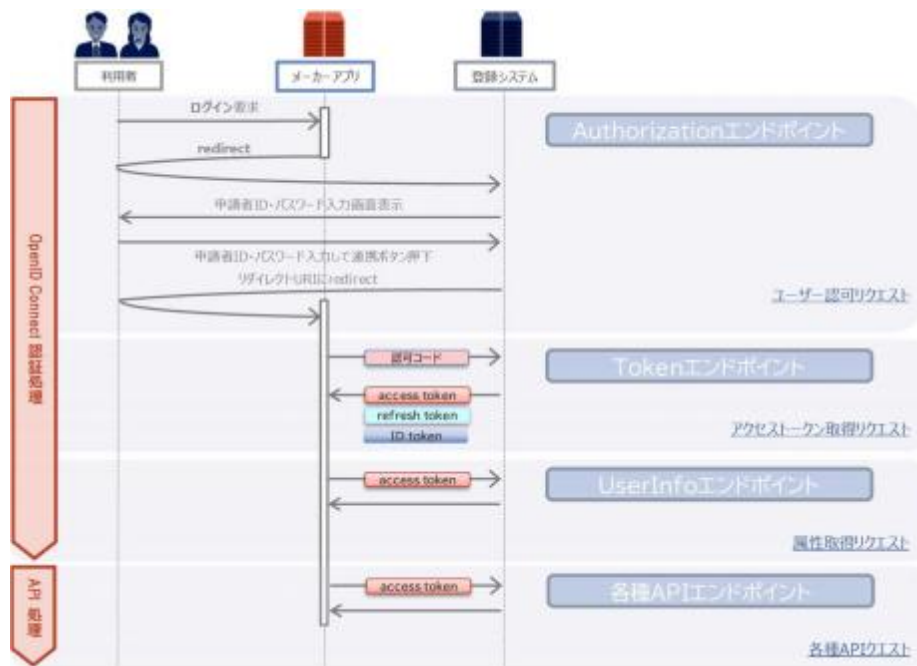 利用者
メーカーアプリ
登録システム
ログイン要求
Authorizationエンドポイント
redirect
申請者ID・パスワード入力画面表示
申請者ID・パスワード入力して連携ボタン押下
リダイレクトURIにredirect
ユーザー認可リクエスト
OpenID Connect 認証処理
認可コード
Tokenエンドポイント
access token
refresh token
ID token
アクセストークン取得リクエスト
access token
UserInfoエンドポイント
属性取得リクエスト
API 処理
access token
各種APIエンドポイント
各種APIクエスト